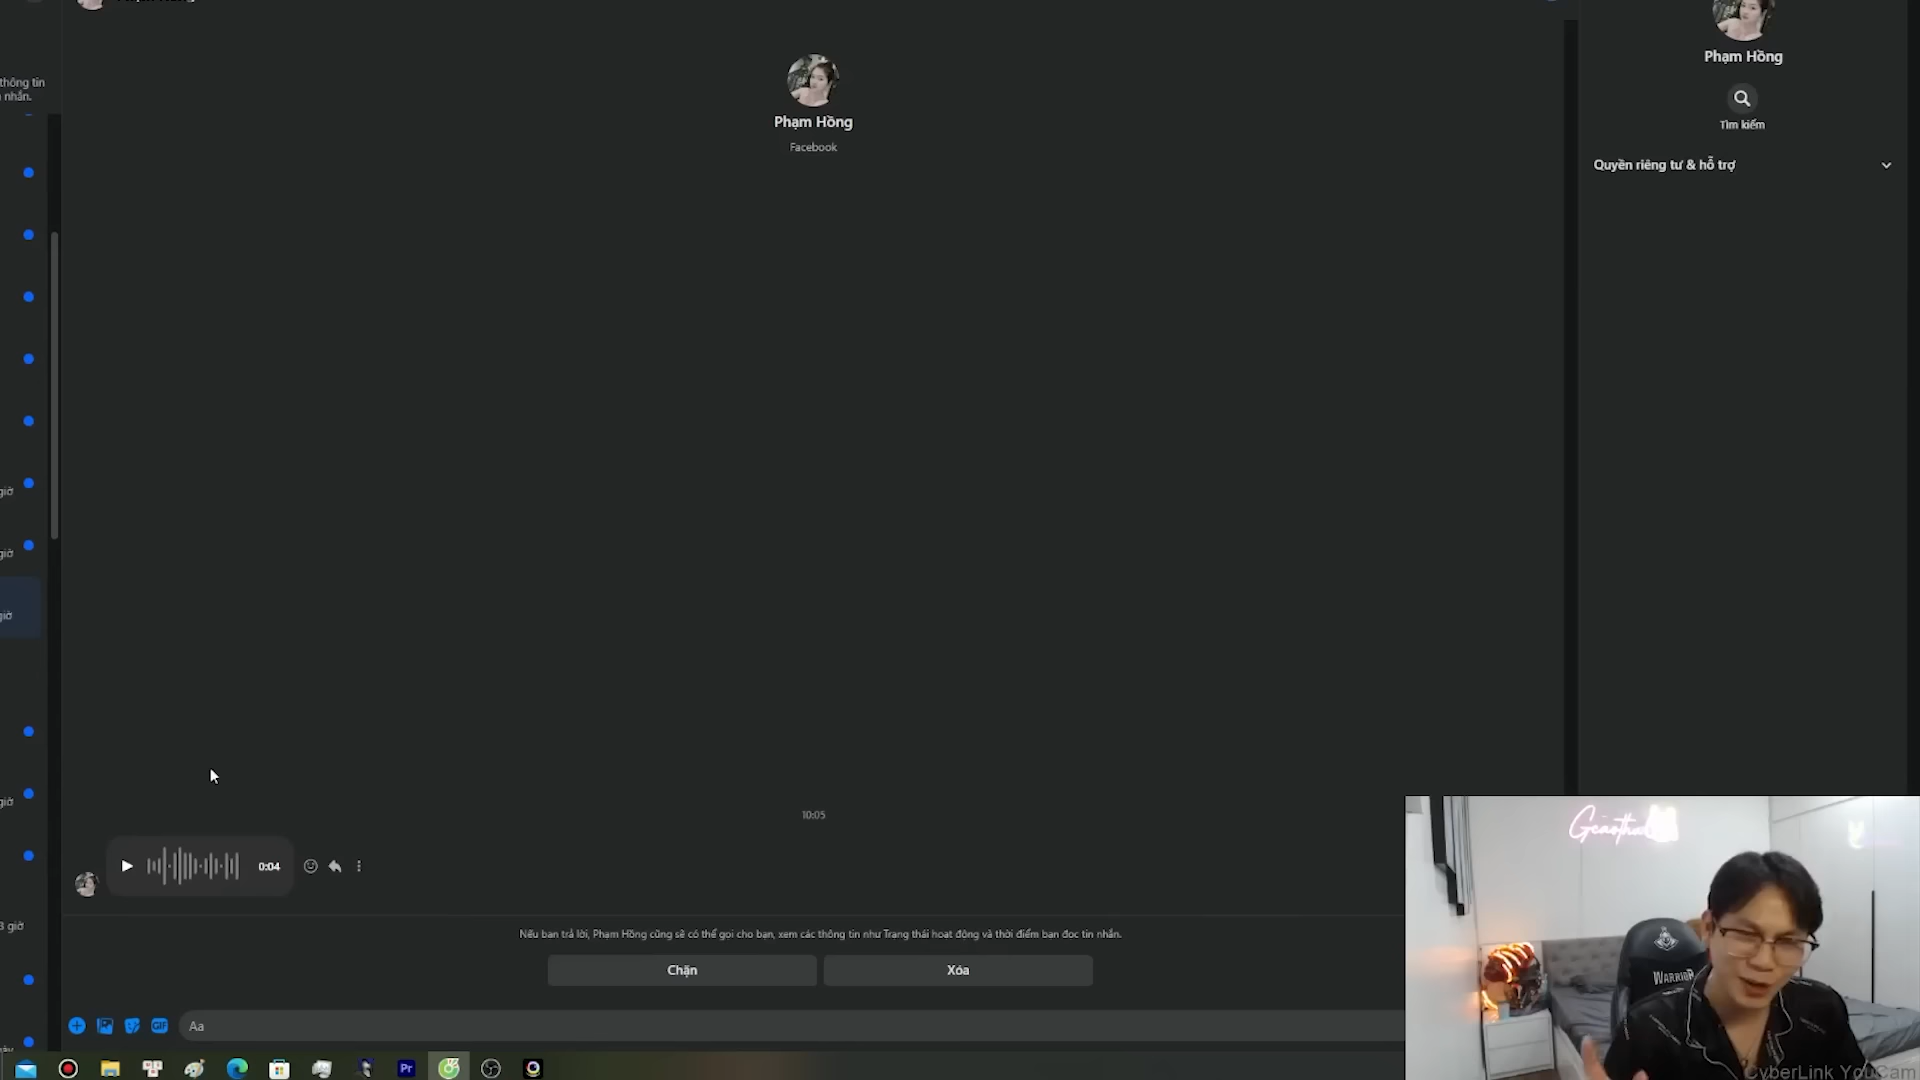 thông tin
nhắn.
Phạm Hồng
Facebook
Phạm Hồng
Tìm kiếm
Quyền riêng tư & hỗ trợ
giờ
giờ
giờ
giờ
3 giờ
10:05
0:04
Nếu bạn trả lời, Phạm Hồng cũng sẽ có thể gọi cho bạn, xem các thông tin như Trạng thái hoạt động và thời điểm bạn đọc tin nhắn.
Chặn
Xóa
GIF
Aa
Pr
WARRIOR
CyberLink YouCam